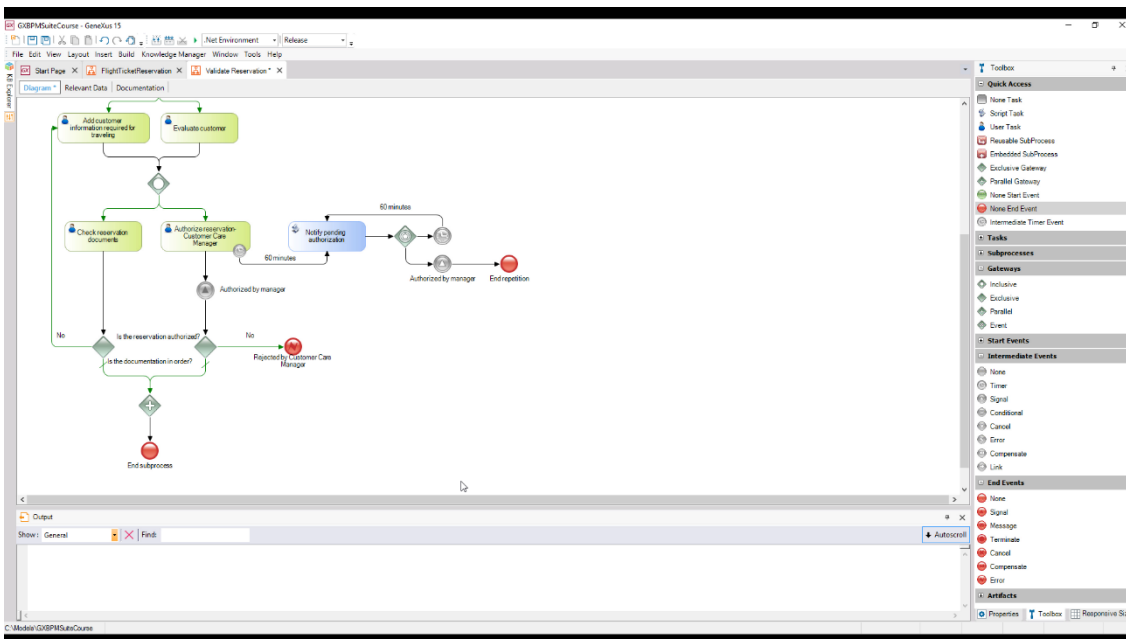 GXBPMSuiteCourse - GeneXus 15
.Net Environment
Release
File Edit View Layout Insert Build Knowledge Manager Window Tools Help
KB Explorer
Start Page
FlightTicketReservation
Validate Reservation *
Diagram *
Relevant Data
Documentation
Add customer
information required for
traveling
Evaluate customer
Check reservation
documents
Authorize reservation-
Customer Care
Manager
60 minutes
Notify pending
authorization
60 minutes
Authorized by manager
End repetition
Authorized by manager
No
Is the reservation authorized?
No
Is the documentation in order?
Rejected by Customer Care
Manager
End subprocess
Output
Show: General
Find:
Autoscroll
C:\Models\GXBPMSuiteCourse
Toolbox
Quick Access
None Task
Script Task
User Task
Reusable SubProcess
Embedded SubProcess
Exclusive Gateway
Parallel Gateway
None Start Event
None End Event
Intermediate Timer Event
Tasks
Subprocesses
Gateways
Inclusive
Exclusive
Parallel
Event
Start Events
Intermediate Events
None
Timer
Signal
Conditional
Cancel
Error
Compensate
Link
End Events
None
Signal
Message
Terminate
Cancel
Compensate
Error
Artifacts
Properties
Toolbox
Responsive Si